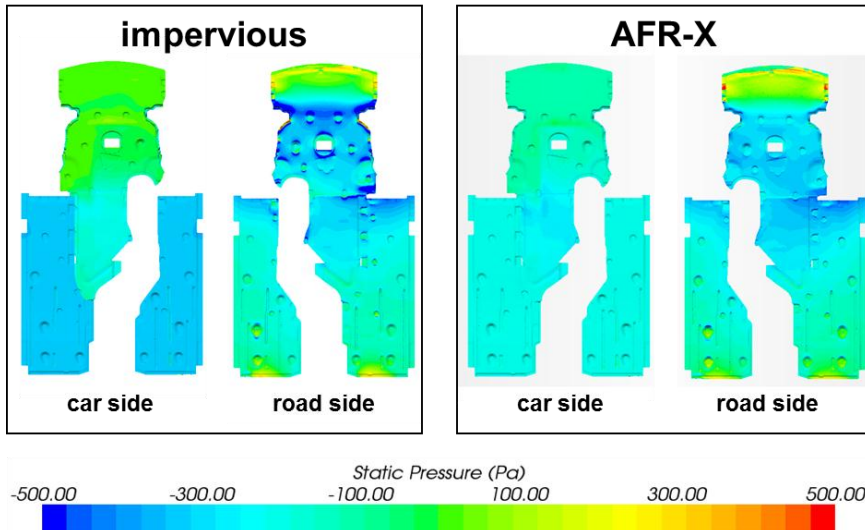 impervious
AFR-X
car side
road side
car side
road side
Static Pressure (Pa)
-500.00 -300.00 -100.00 100.00 300.00 500.00